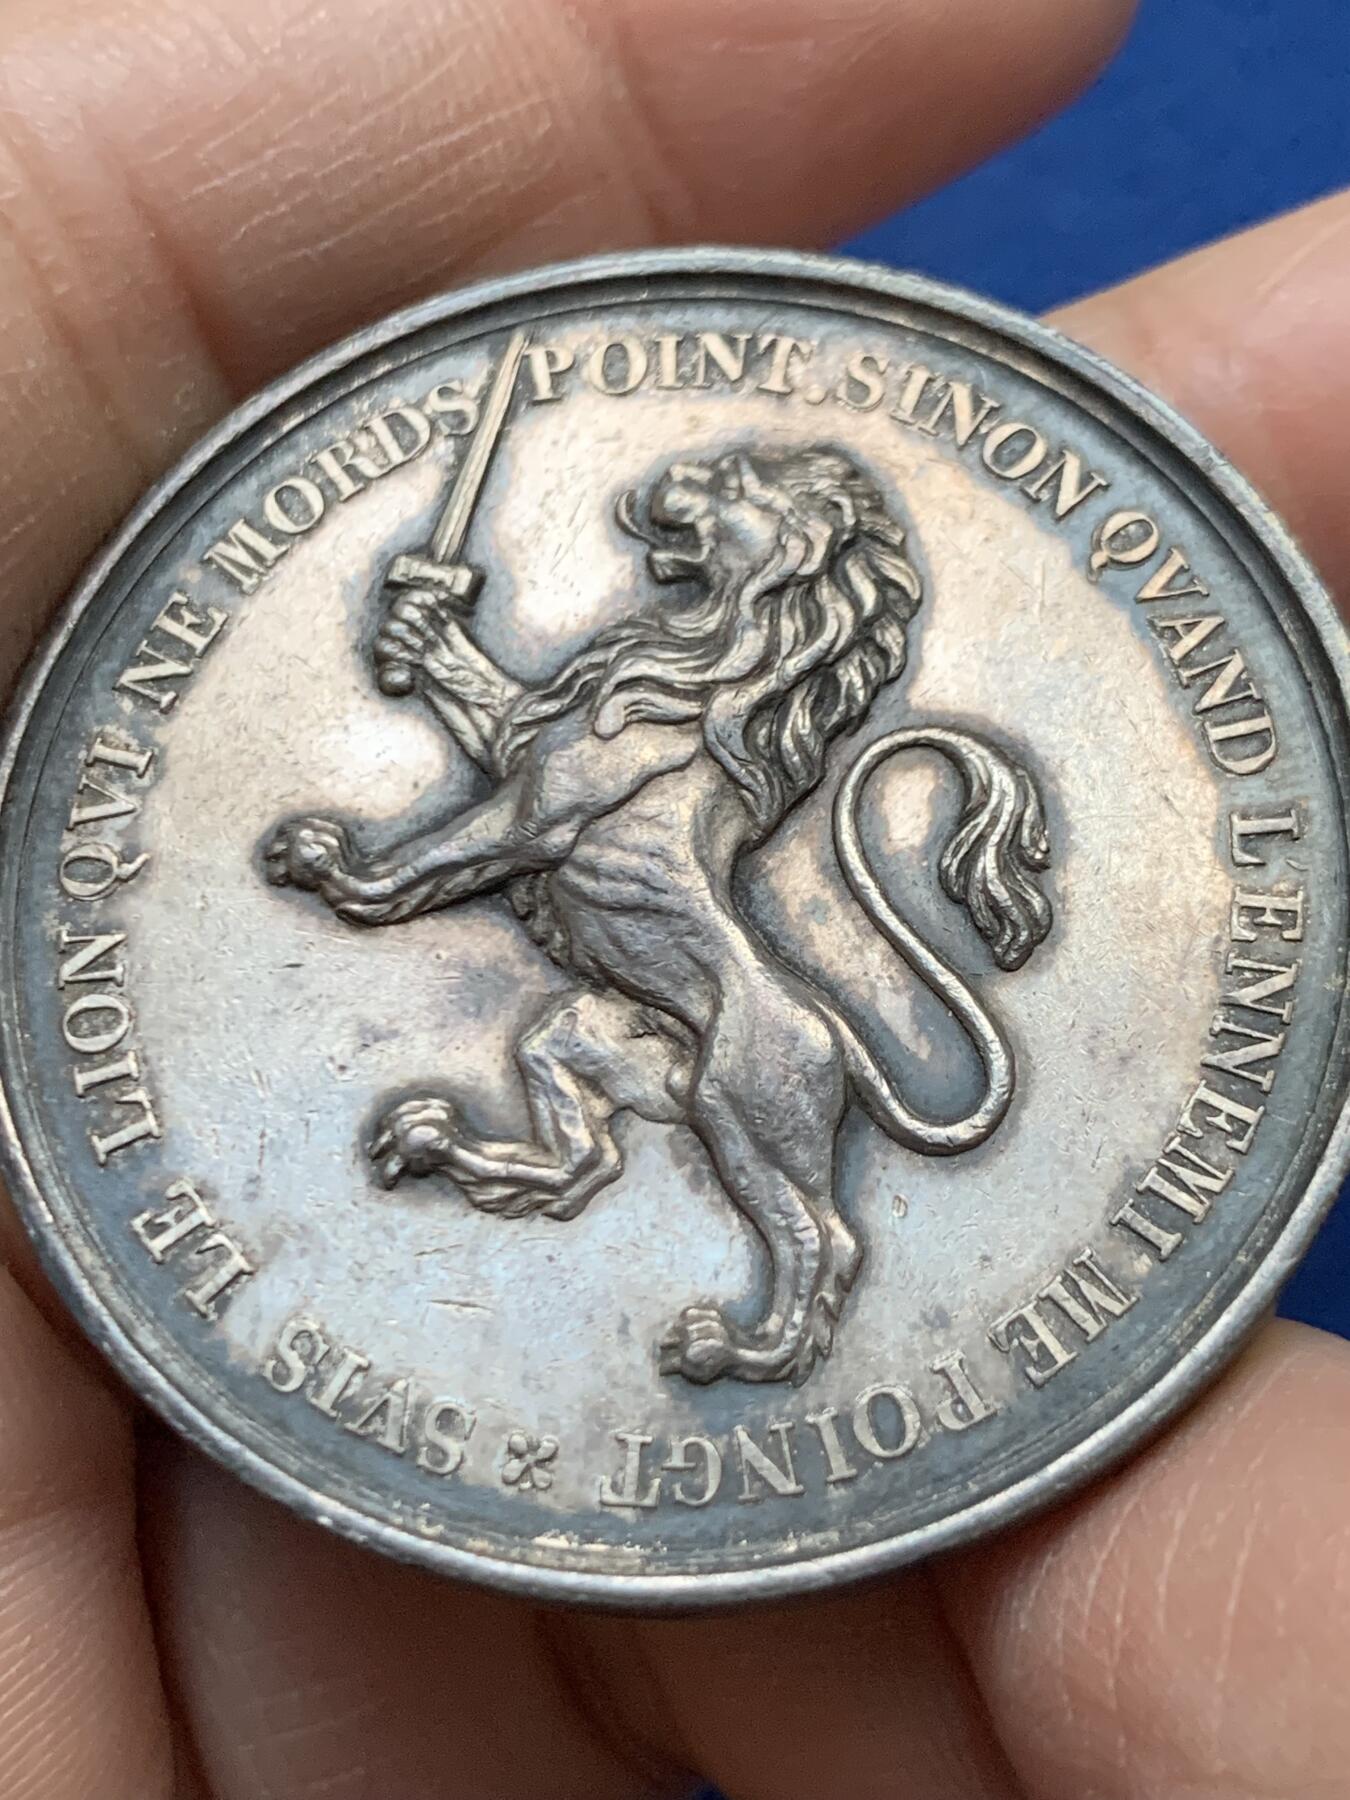 SVIS LE LION QVI NE MORDS POINT. SINON QVAND L'ENNEMI ME POINGT